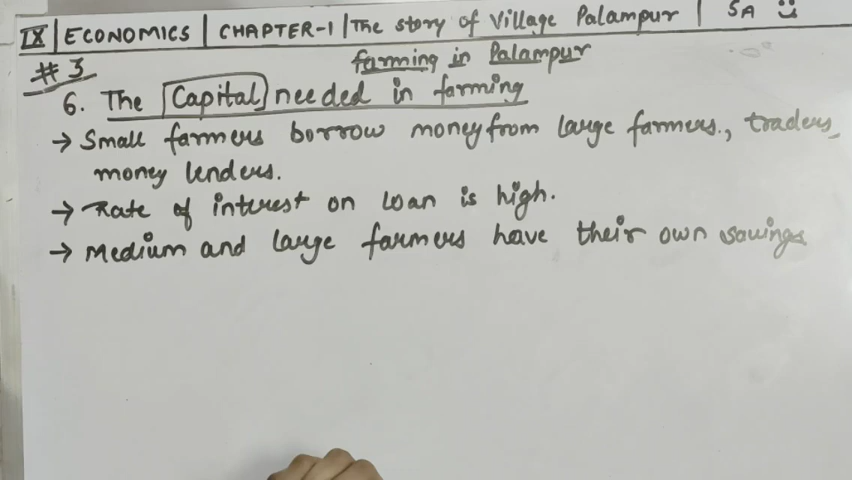 IX | ECONOMICS | CHAPTER-1 | The story of Village Palampur | SA
# 3 farming in Palampur
6. The Capital needed in farming
→ Small farmers borrow money from large farmers., traders,
money lenders.
→ Rate of interest on loan is high.
→ Medium and large farmers have their own savings